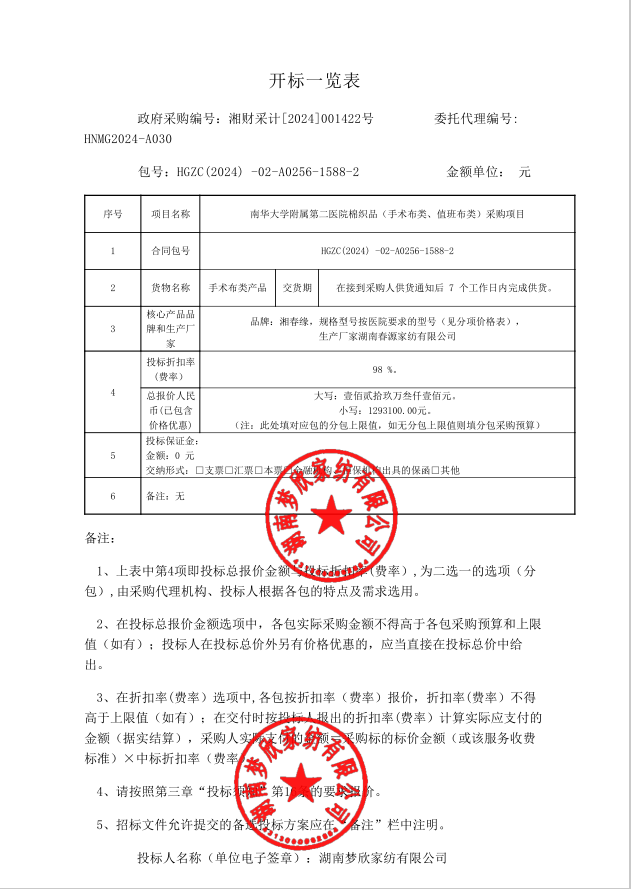 开标一览表
政府采购编号: 湘财采计[2024]001422号 委托代理编号:
HNMG2024-A030
包号: HGZC(2024) -02-A0256-1588-2 金额单位: 元
序号 项目名称 南华大学附属第二医院棉织品（手术布类、值班布类）采购项目
1 合同包号 HGZC(2024) -02-A0256-1588-2
2 货物名称 手术布类产品 交货期 在接到采购人供货通知后 7 个工作日内完成供货。
3 核心产品品
牌和生产厂
家
品牌: 湘春缘, 规格型号按医院要求的型号（见分项价格表）,
生产厂家湖南春源家纺有限公司
4 投标折扣率
(费率)
98 %。
总报价人民
币(已包含
价格优惠)
大写: 壹佰贰拾玖万叁仟壹佰元。
小写: 1293100.00元。
（注: 此处填对应包的分包上限值, 如无分包上限值则填分包采购预算）
5 投标保证金:
金额: 0 元
交纳形式: □支票□汇票□本票□金融机构、担保机构出具的保函□其他
6 备注: 无
备注:
1、上表中第4项即投标总报价金额与投标折扣率(费率）,为二选一的选项（分
包）,由采购代理机构、投标人根据各包的特点及需求选用。
2、在投标总报价金额选项中, 各包实际采购金额不得高于各包采购预算和上限
值（如有）; 投标人在投标总价外另有价格优惠的, 应当直接在投标总价中给
出。
3、在折扣率(费率）选项中,各包按折扣率（费率）报价, 折扣率(费率）不得
高于上限值（如有）; 在交付时按投标人报出的折扣率(费率）计算实际应支付的
金额（据实结算）, 采购人实际支付的金额=采购标的标价金额（或该服务收费
标准）×中标折扣率（费率
4、请按照第三章“投标须知”第1 条的要求报价。
5、招标文件允许提交的备选投标方案应在“备注”栏中注明。
投标人名称（单位电子签章）; 湖南梦欣家纺有限公司
湖南梦欣家纺有限公司
湖南梦欣家纺有限公司